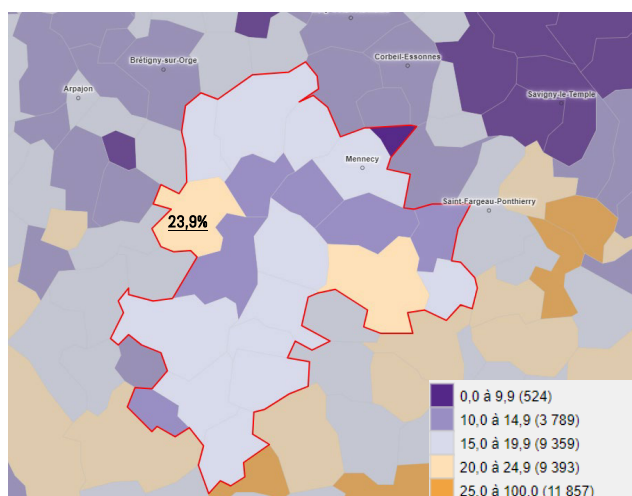 Brétigny-sur-Orge
Corbeil-Essonnes
Arpajon
Savigny-le-Temple
Mennecy
Saint-Fargeau-Ponthierry
23,9%
0,0 à 9,9 (524)
10,0 à 14,9 (3 789)
15,0 à 19,9 (9 359)
20,0 à 24,9 (9 393)
25,0 à 100,0 (11 857)